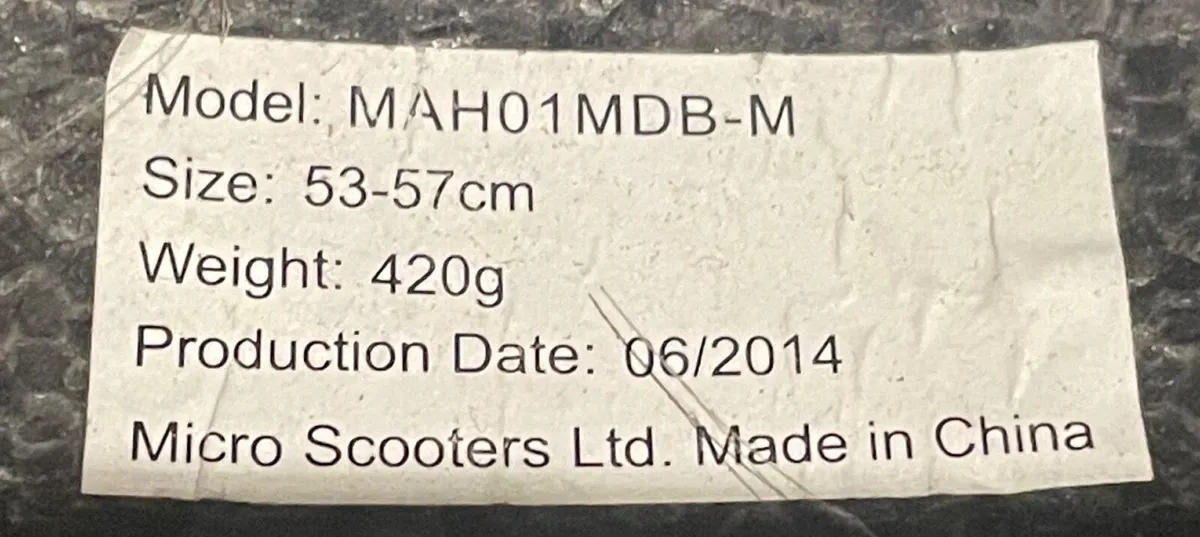 Model: MAH01MDB-M
Size: 53-57cm
Weight: 420g
Production Date: 06/2014
Micro Scooters Ltd. Made in China